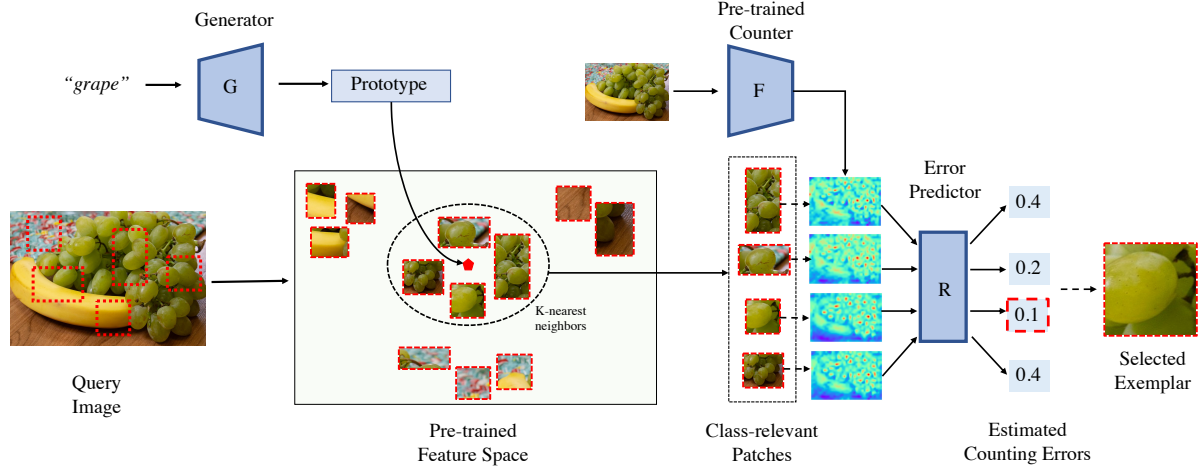 Generator
Pre-trained
Counter
“grape”
G
Prototype
F
Error
Predictor
0.4
0.2
R
0.1
0.4
K-nearest
neighbors
Query
Image
Pre-trained
Feature Space
Class-relevant
Patches
Estimated
Counting Errors
Selected
Exemplar